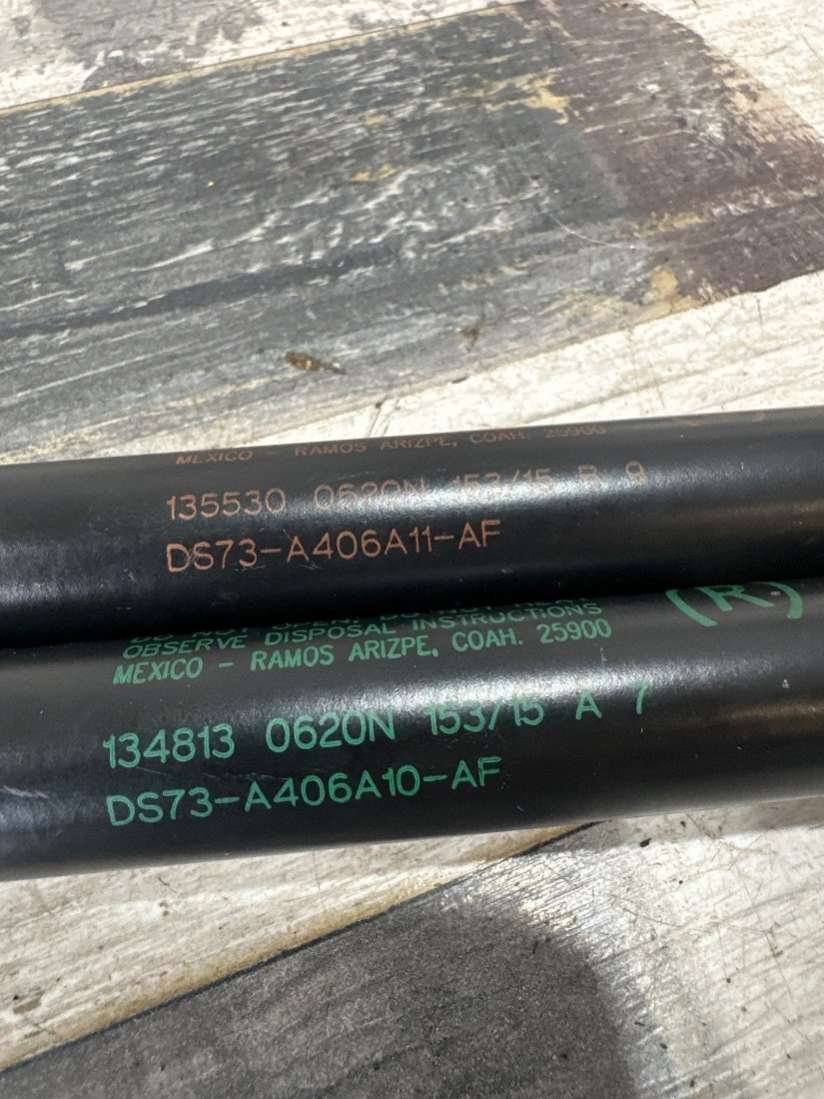 MEXICO - RAMOS ARIZPE, COAH. 25900
135530 0620N 153/15 B 9
DS73-A406A11-AF
OBSERVE DISPOSAL INSTRUCTIONS
MEXICO - RAMOS ARIZPE, COAH. 25900
(R)
134813 0620N 153/15 A 7
DS73-A406A10-AF